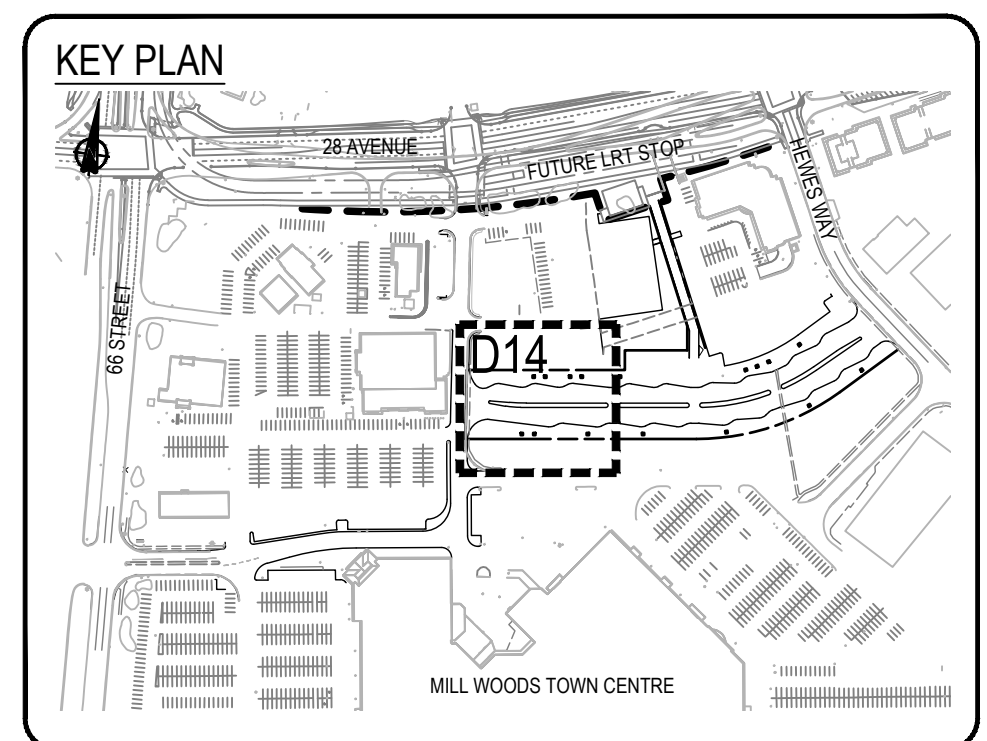 KEY PLAN
28 AVENUE
FUTURE LRT STOP
HEWES WAY
66 STREET
D14
MILL WOODS TOWN CENTRE